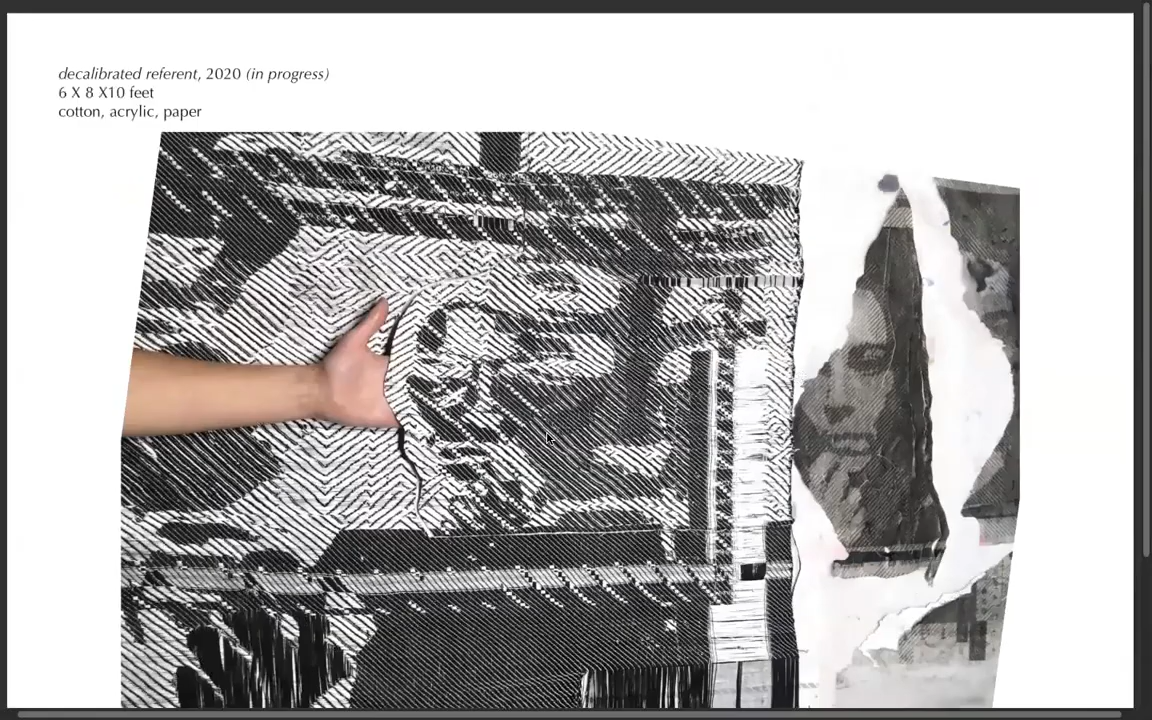 decalibrated referent, 2020 (in progress)
6 X 8 X10 feet
cotton, acrylic, paper